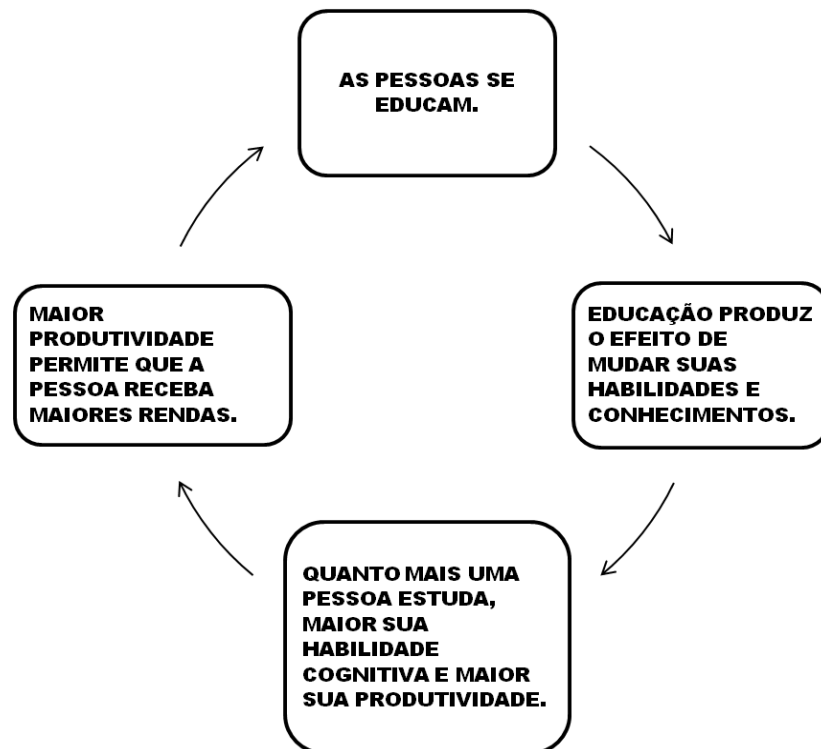 AS PESSOAS SE
EDUCAM.
EDUCAÇÃO PRODUZ
O EFEITO DE
MUDAR SUAS
HABILIDADES E
CONHECIMENTOS.
QUANTO MAIS UMA
PESSOA ESTUDA,
MAIOR SUA
HABILIDADE
COGNITIVA E MAIOR
SUA PRODUTIVIDADE.
MAIOR
PRODUTIVIDADE
PERMITE QUE A
PESSOA RECEBA
MAIORES RENDAS.